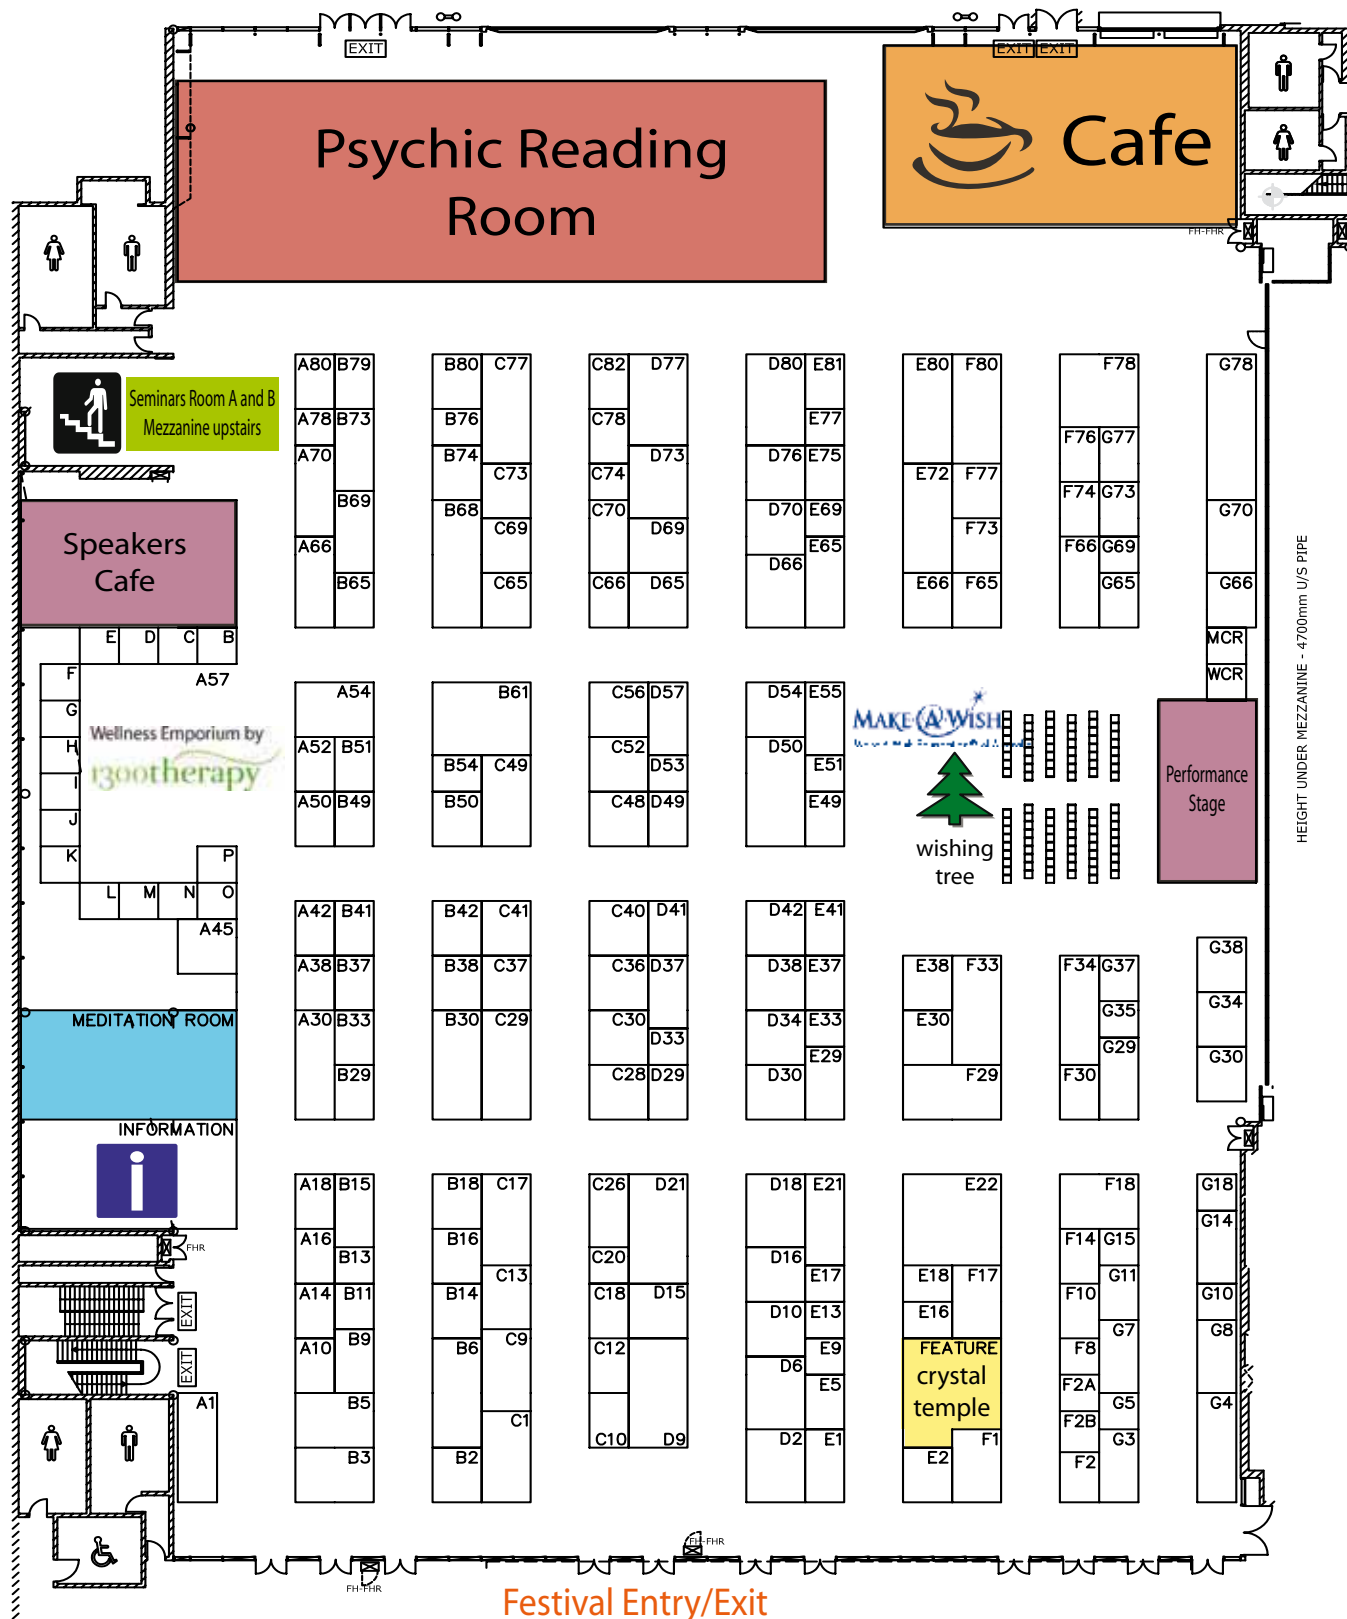 EXIT
EXIT
EXIT
Psychic Reading
Room
Cafe
FH-FHR
Seminars Room A and B
Mezzanine upstairs
A80 B79 B80 C77 C82 D77 D80 E81 E80 F80 F78 G78
A78 B73 B76 C78 E77
F76 G77
A70 B74 D73 D76 E75
C73 C74 E72 F77
F74 G73
B69 B68 C70 D70 E69 G70
C69 D69 F73
A66 E65 F66 G69
D66
B65 C65 C66 D65 E66 F65 G65 G66
Speakers
Cafe
HEIGHT UNDER MEZZANINE - 4700mm U/S PIPE
E D C B MCR
F A57 WCR
A54 B61 C56 D57 D54 E55
G
Wellness Emporium by
1300therapy
MAKE A WISH
H A52 B51 C52 D50
I B54 C49 D53 E51
J A50 B49 B50 C48 D49 E49
Performance
Stage
wishing
tree
K P
L M N O
A42 B41 B42 C41 C40 D41 D42 E41
A45
G38
A38 B37 B38 C37 C36 D37 D38 E37 E38 F33 F34 G37
G34
MEDITATION ROOM
A30 B33 B30 C29 C30 D34 E33 E30 G35
D33
E29 G29 G30
B29 C28 D29 D30 F29 F30
INFORMATION
i
A18 B15 B18 C17 C26 D21 D18 E21 E22 F18 G18
G14
A16 B16 F14 G15
FHR
B13 C20 D16
C13 E17 E18 F17 G11
A14 B11 B14 C18 D15 F10 G10
EXIT
D10 E13 E16
B9 C9 G7 G8
A10 B6 C12 E9 FEATURE F8
EXIT
D6
crystal
temple
E5 F2A
A1 B5 G5 G4
C1 F2B
C10 D9 D2 E1 F1 G3
B3 B2 E2 F2
FH-FHR
FH-FHR
Festival Entry/Exit